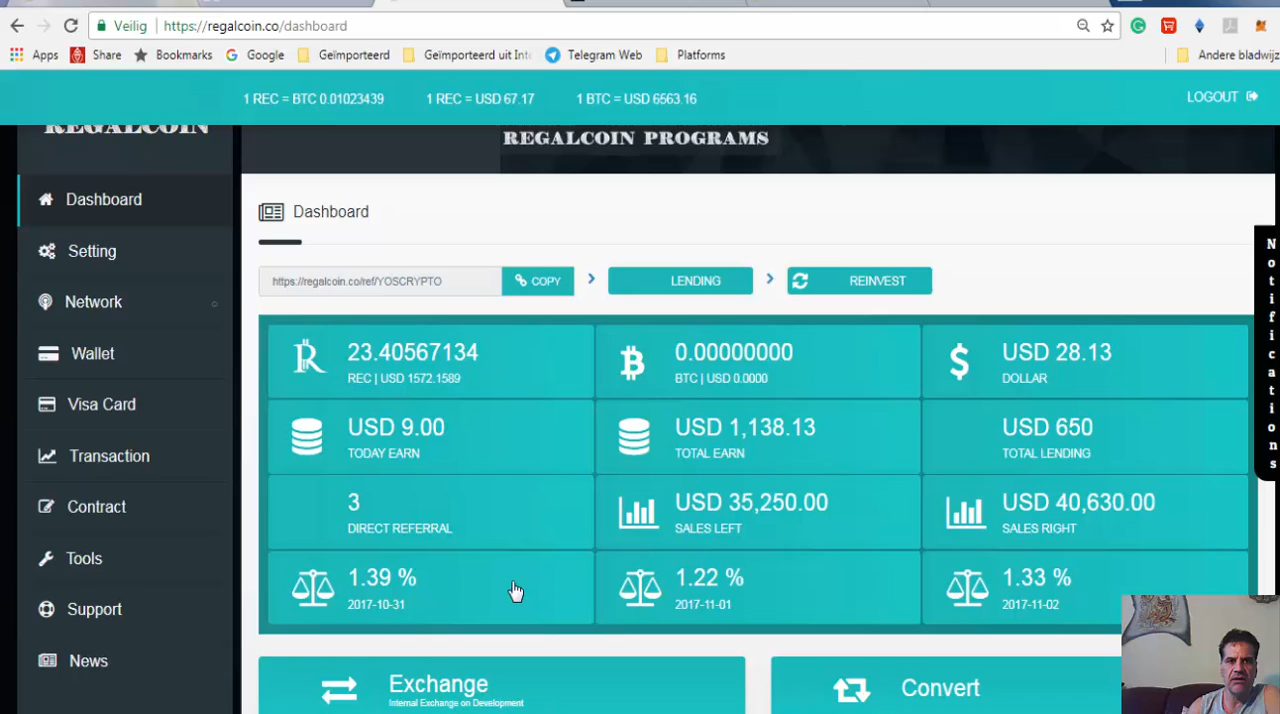 Veilig
https://regalcoin.co/dashboard
Apps
Share
Bookmarks
Google
Geïmporteerd
Geïmporteerd uit Int
Telegram Web
Platforms
Andere bladwijz
1 REC = BTC 0.01023439
1 REC = USD 67.17
1 BTC = USD 6563.16
LOGOUT
REGALCOIN
REGALCOIN PROGRAMS
Dashboard
Setting
Network
Wallet
Visa Card
Transaction
Contract
Tools
Support
News
Dashboard
https://regalcoin.co/ref/YOSCRYPTO
COPY
LENDING
REINVEST
23.40567134
REC | USD 1572.1589
0.00000000
BTC | USD 0.0000
USD 28.13
DOLLAR
USD 9.00
TODAY EARN
USD 1,138.13
TOTAL EARN
USD 650
TOTAL LENDING
3
DIRECT REFERRAL
USD 35,250.00
SALES LEFT
USD 40,630.00
SALES RIGHT
1.39 %
2017-10-31
1.22 %
2017-11-01
1.33 %
2017-11-02
Exchange
Internal Exchange on Development
Convert
Notifications